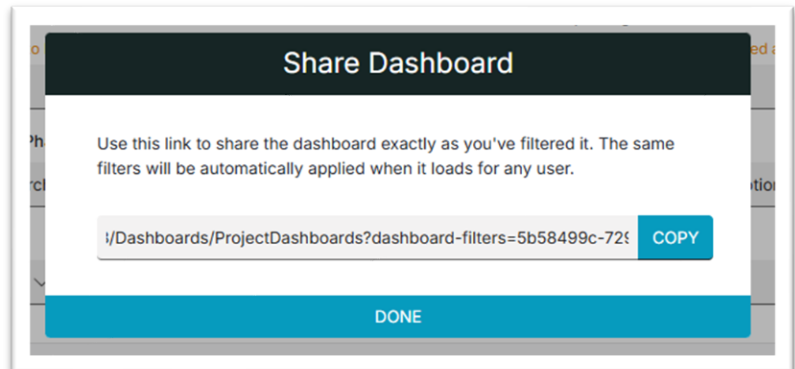 Share Dashboard
Use this link to share the dashboard exactly as you've filtered it. The same
filters will be automatically applied when it loads for any user.
/Dashboards/ProjectDashboards?dashboard-filters=5b58499c-729
COPY
DONE